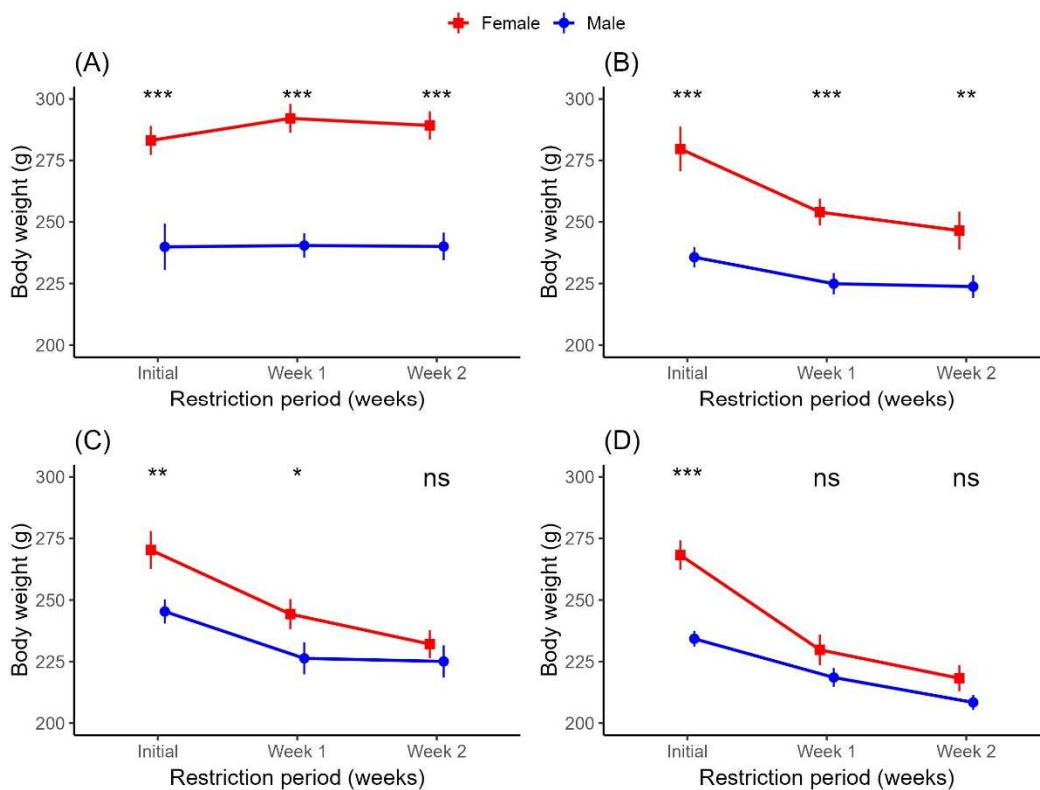 Female Male
(A)
*** *** ***
300
275
250
225
200
Body weight (g)
Initial Week 1 Week 2
Restriction period (weeks)
(B)
*** *** **
300
275
250
225
200
Body weight (g)
Initial Week 1 Week 2
Restriction period (weeks)
(C)
** * ns
300
275
250
225
200
Body weight (g)
Initial Week 1 Week 2
Restriction period (weeks)
(D)
*** ns ns
300
275
250
225
200
Body weight (g)
Initial Week 1 Week 2
Restriction period (weeks)